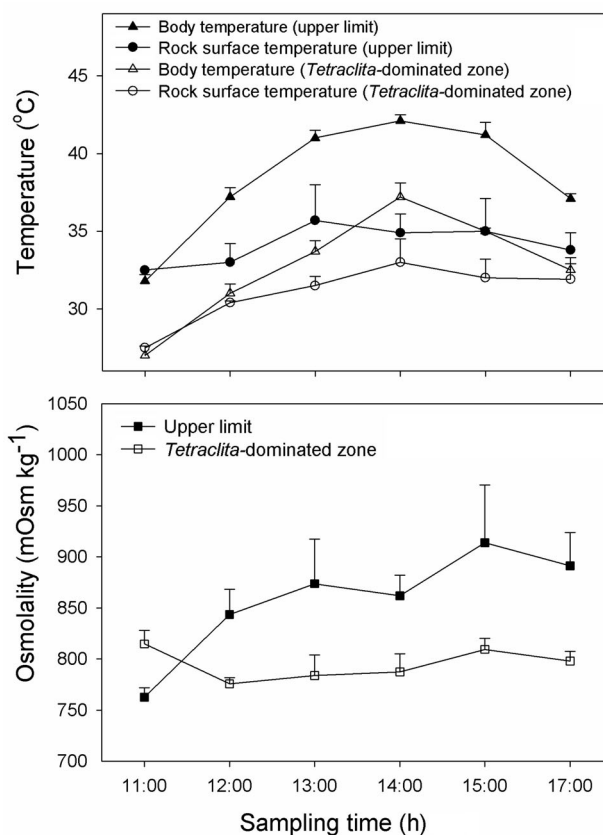 Body temperature (upper limit)
Rock surface temperature (upper limit)
Body temperature (Tetraclita-dominated zone)
Rock surface temperature (Tetraclita-dominated zone)
Temperature (°C)
45
40
35
30
Upper limit
Tetraclita-dominated zone
Osmolality (mOsm kg-1)
1050
1000
950
900
850
800
750
700
11:00 12:00 13:00 14:00 15:00 17:00
Sampling time (h)